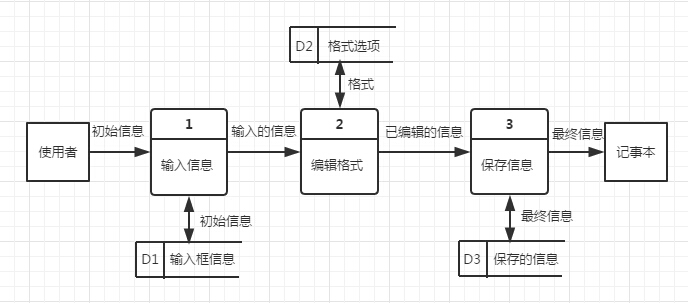 D2 格式选项
格式
1
2
3
初始信息
输入的信息
已编辑的信息
最终信息
使用者
输入信息
编辑格式
保存信息
记事本
初始信息
最终信息
D1 输入框信息
D3 保存的信息